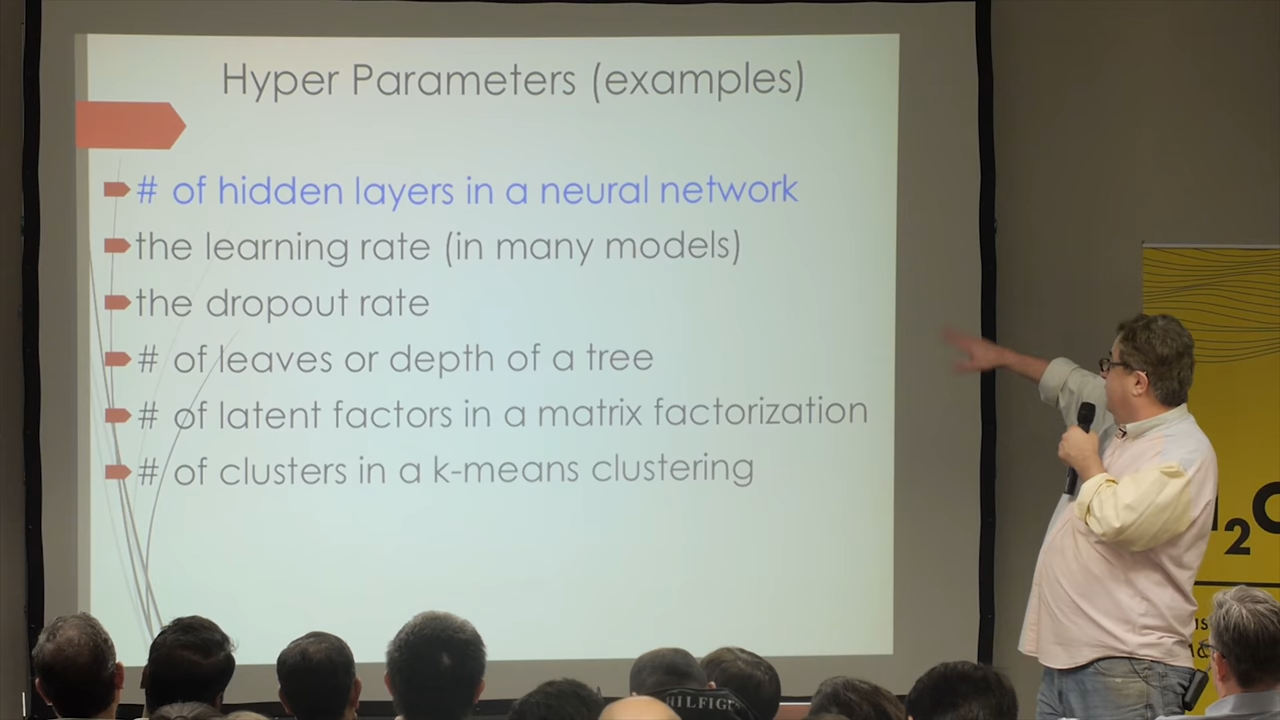 Hyper Parameters (examples)
# of hidden layers in a neural network
the learning rate (in many models)
the dropout rate
# of leaves or depth of a tree
# of latent factors in a matrix factorization
# of clusters in a k-means clustering
HILFIG